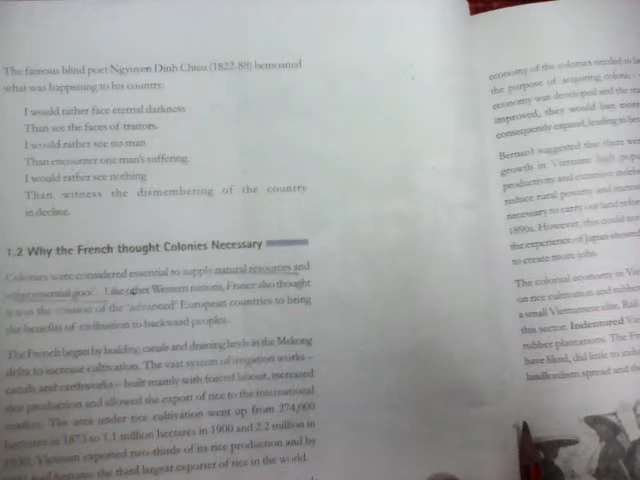 The famous blind poet Ngyuyen Dinh Chieu (1822-88) bemoaned
what was happening to his country:
I would rather face eternal darkness
Than see the faces of traitors.
I would rather see no man
Than encounter one man's suffering.
I would rather see nothing
Than witness the dismembering of the country
in decline.
1.2 Why the French thought Colonies Necessary
Colonies were considered essential to supply natural resources and
other essential goods. Like other Western nations, France also thought
it was the mission of the 'advanced' European countries to bring
the benefits of civilisation to backward peoples.
The French began by building canals and draining lands in the Mekong
delta to increase cultivation. The vast system of irrigation works –
canals and earthworks – built mainly with forced labour, increased
rice production and allowed the export of rice to the international
market. The area under rice cultivation went up from 274,000
hectares in 1873 to 1.1 million hectares in 1900 and 2.2 million in
1930. Vietnam exported two-thirds of its rice production and by
the third largest exporter of rice in the world.
economy of the colonies needed to be
the purpose of acquiring
economy was developed and the
improved, they would buy more
consequently expand, leading to
Bernard suggested that there were
growth in Vietnam: high
productivity and extensive
reduce rural poverty and
necessary to carry out land
1890s. However, this could not
the experience of Japan showed
to create more jobs.
The colonial economy in
on rice cultivation and rubber
a small Vietnamese elite.
this sector. Indentured
rubber plantations. The
have liked, did little to
landlordism spread and the